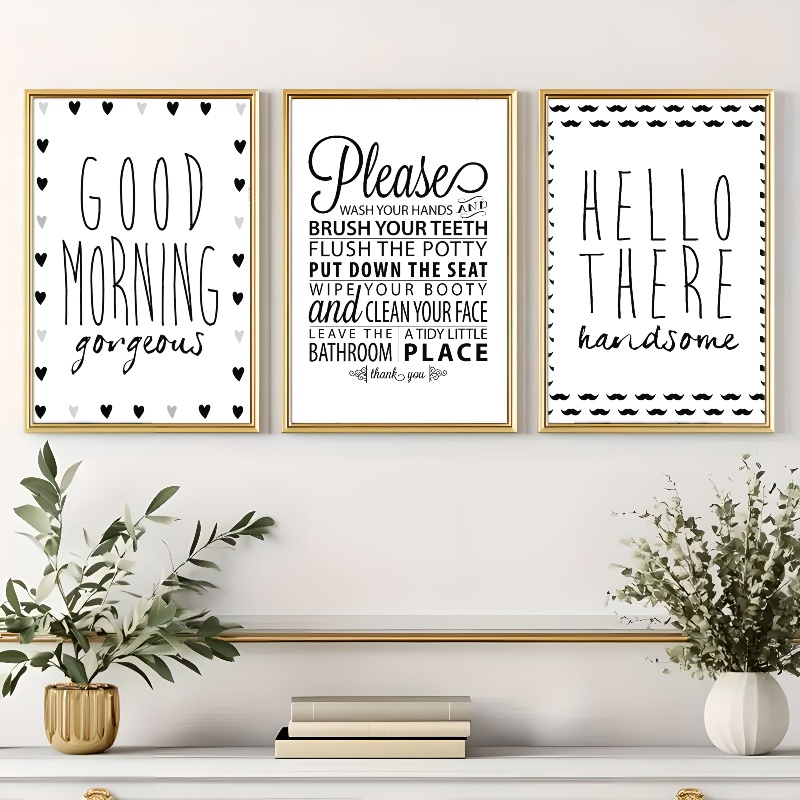 GOOD
MORNING
gorgeous
Please
WASH YOUR HANDS AND
BRUSH YOUR TEETH
FLUSH THE POTTY
PUT DOWN THE SEAT
WIPE YOUR BOOTY
and CLEAN YOUR FACE
LEAVE THE
BATHROOM
A TIDY LITTLE
PLACE
thank you
HELLO
THERE
handsome